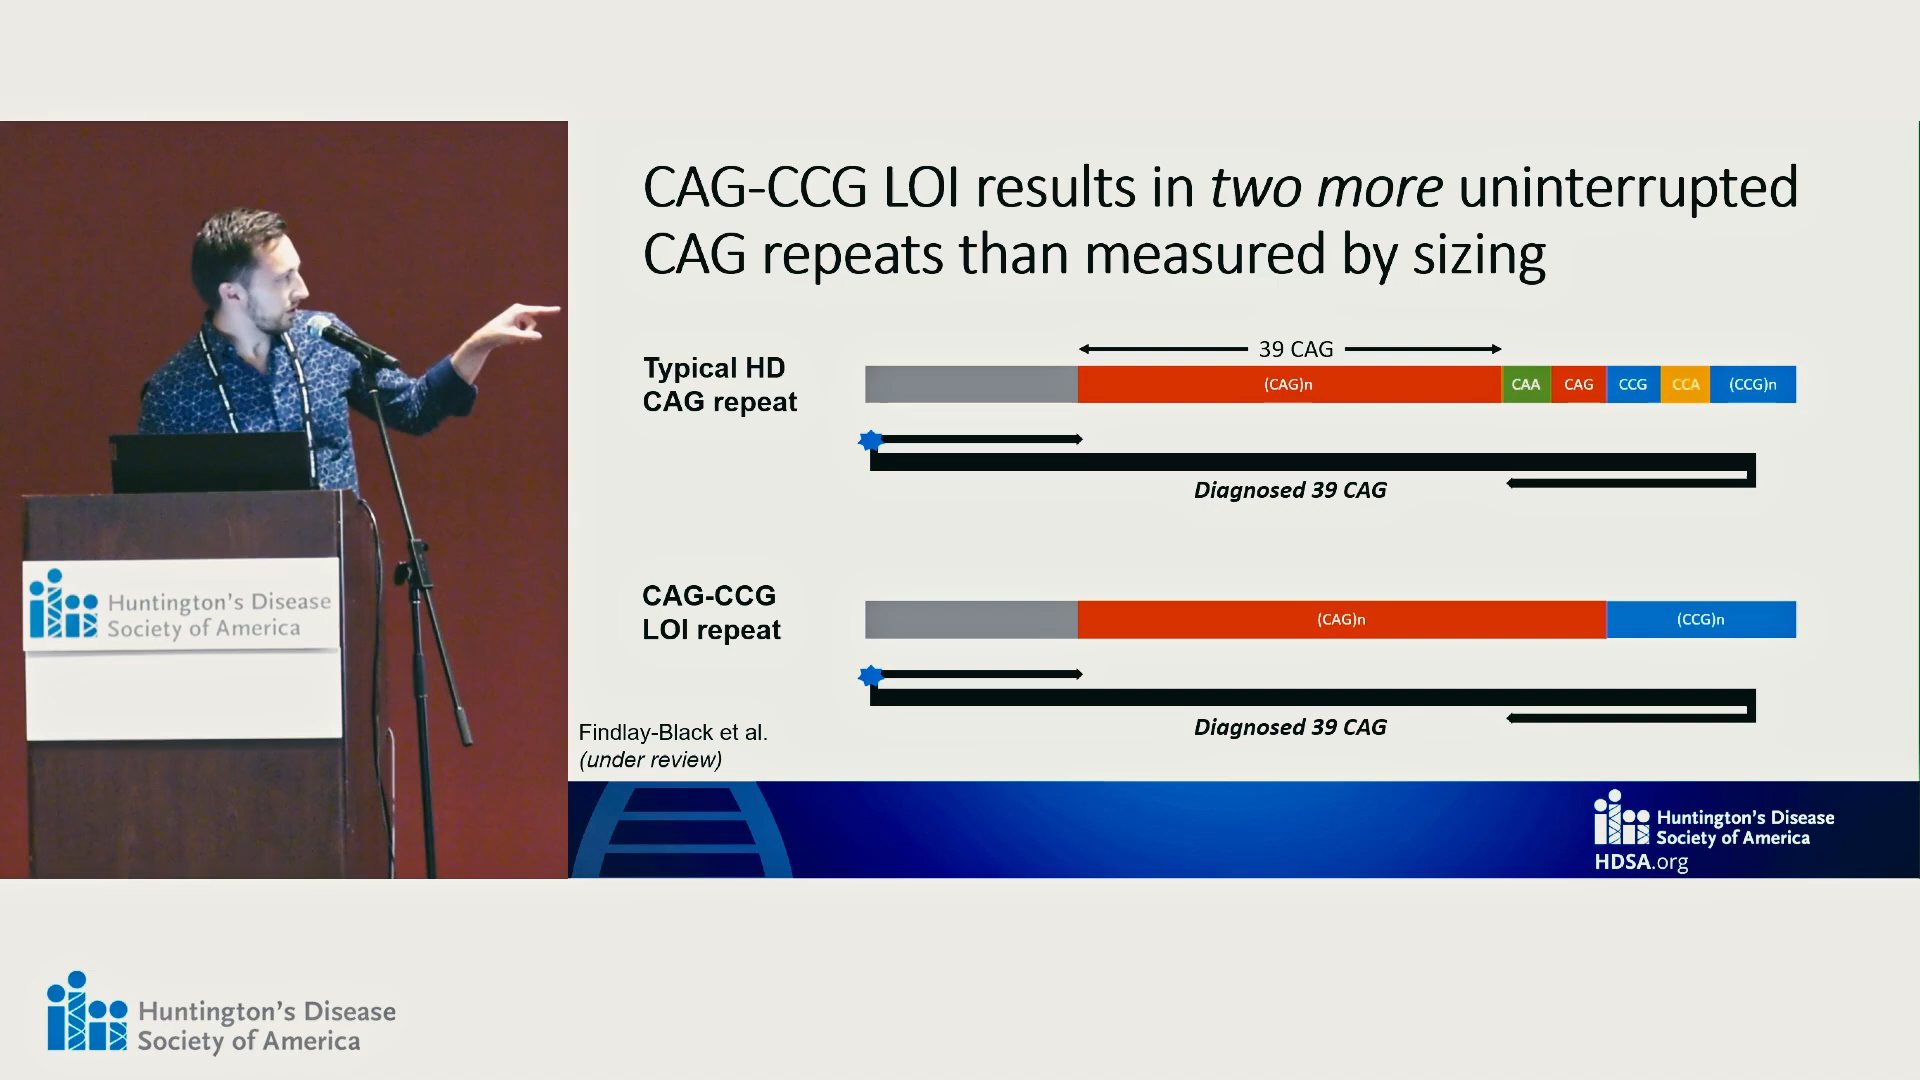 CAG-CCG LOI results in two more uninterrupted
CAG repeats than measured by sizing
39 CAG
Typical HD
CAG repeat
(CAG)n CAA CAG CCG CCA (CCG)n
Diagnosed 39 CAG
CAG-CCG
LOI repeat
(CAG)n (CCG)n
Diagnosed 39 CAG
Findlay-Black et al.
(under review)
Huntington's Disease
Society of America
HDSA.org
Huntington's Disease
Society of America
Huntington's Disease
Society of America